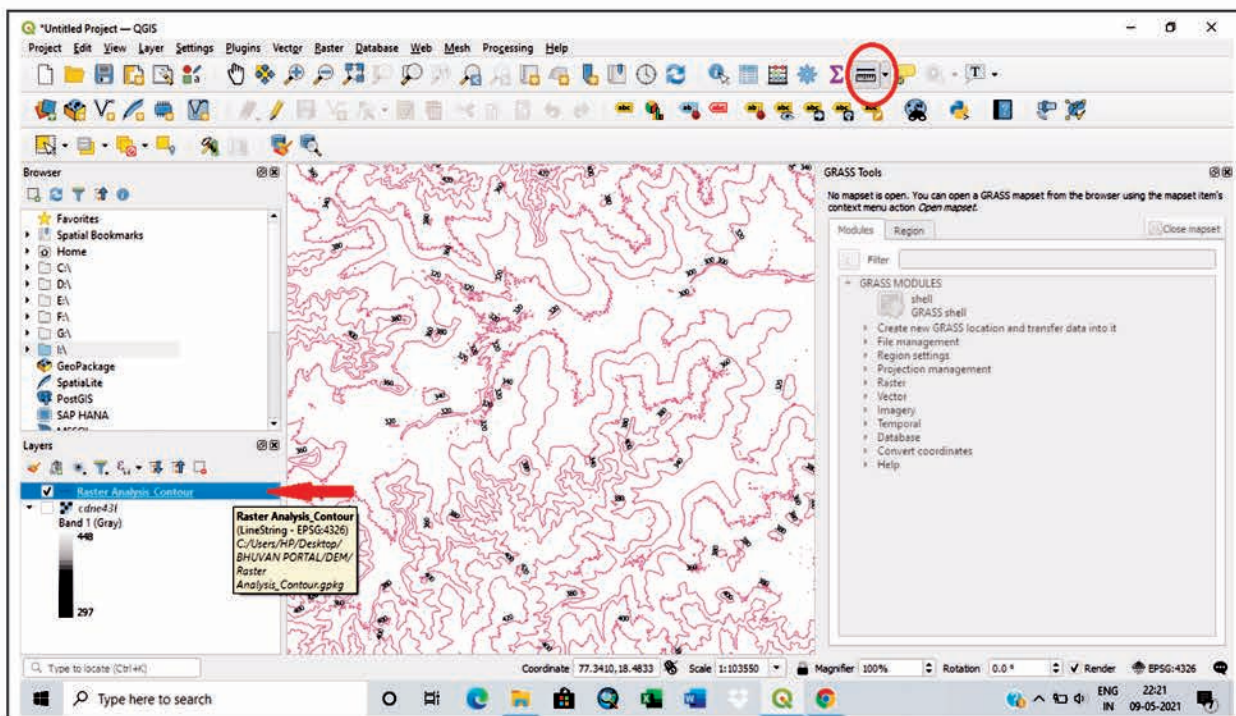 *Untitled Project — QGIS
Project Edit View Layer Settings Plugins Vector Raster Database Web Mesh Processing Help
Browser
Favorites
Spatial Bookmarks
Home
C:\
D:\
E:\
F:\
G:\
I:\
GeoPackage
SpatiaLite
PostGIS
SAP HANA
MSSQL
Layers
Raster Analysis_Contour
cdne43f
Band 1 (Gray)
448
297
Raster Analysis_Contour
(LineString - EPSG:4326)
C:/Users/HP/Desktop/
BHUVAN PORTAL/DEM/
Raster
Analysis_Contour.gpkg
GRASS Tools
No mapset is open. You can open a GRASS mapset from the browser using the mapset item's
context menu action Open mapset.
Modules Region Close mapset
Filter
GRASS MODULES
shell
GRASS shell
Create new GRASS location and transfer data into it
File management
Region settings
Projection management
Raster
Vector
Imagery
Temporal
Database
Convert coordinates
Help
Type to locate (Ctrl+K) Coordinate 77.3410,18.4833 Scale 1:103550 Magnifier 100% Rotation 0.0 ° Render EPSG:4326
Type here to search ENG 22:21
IN 09-05-2021